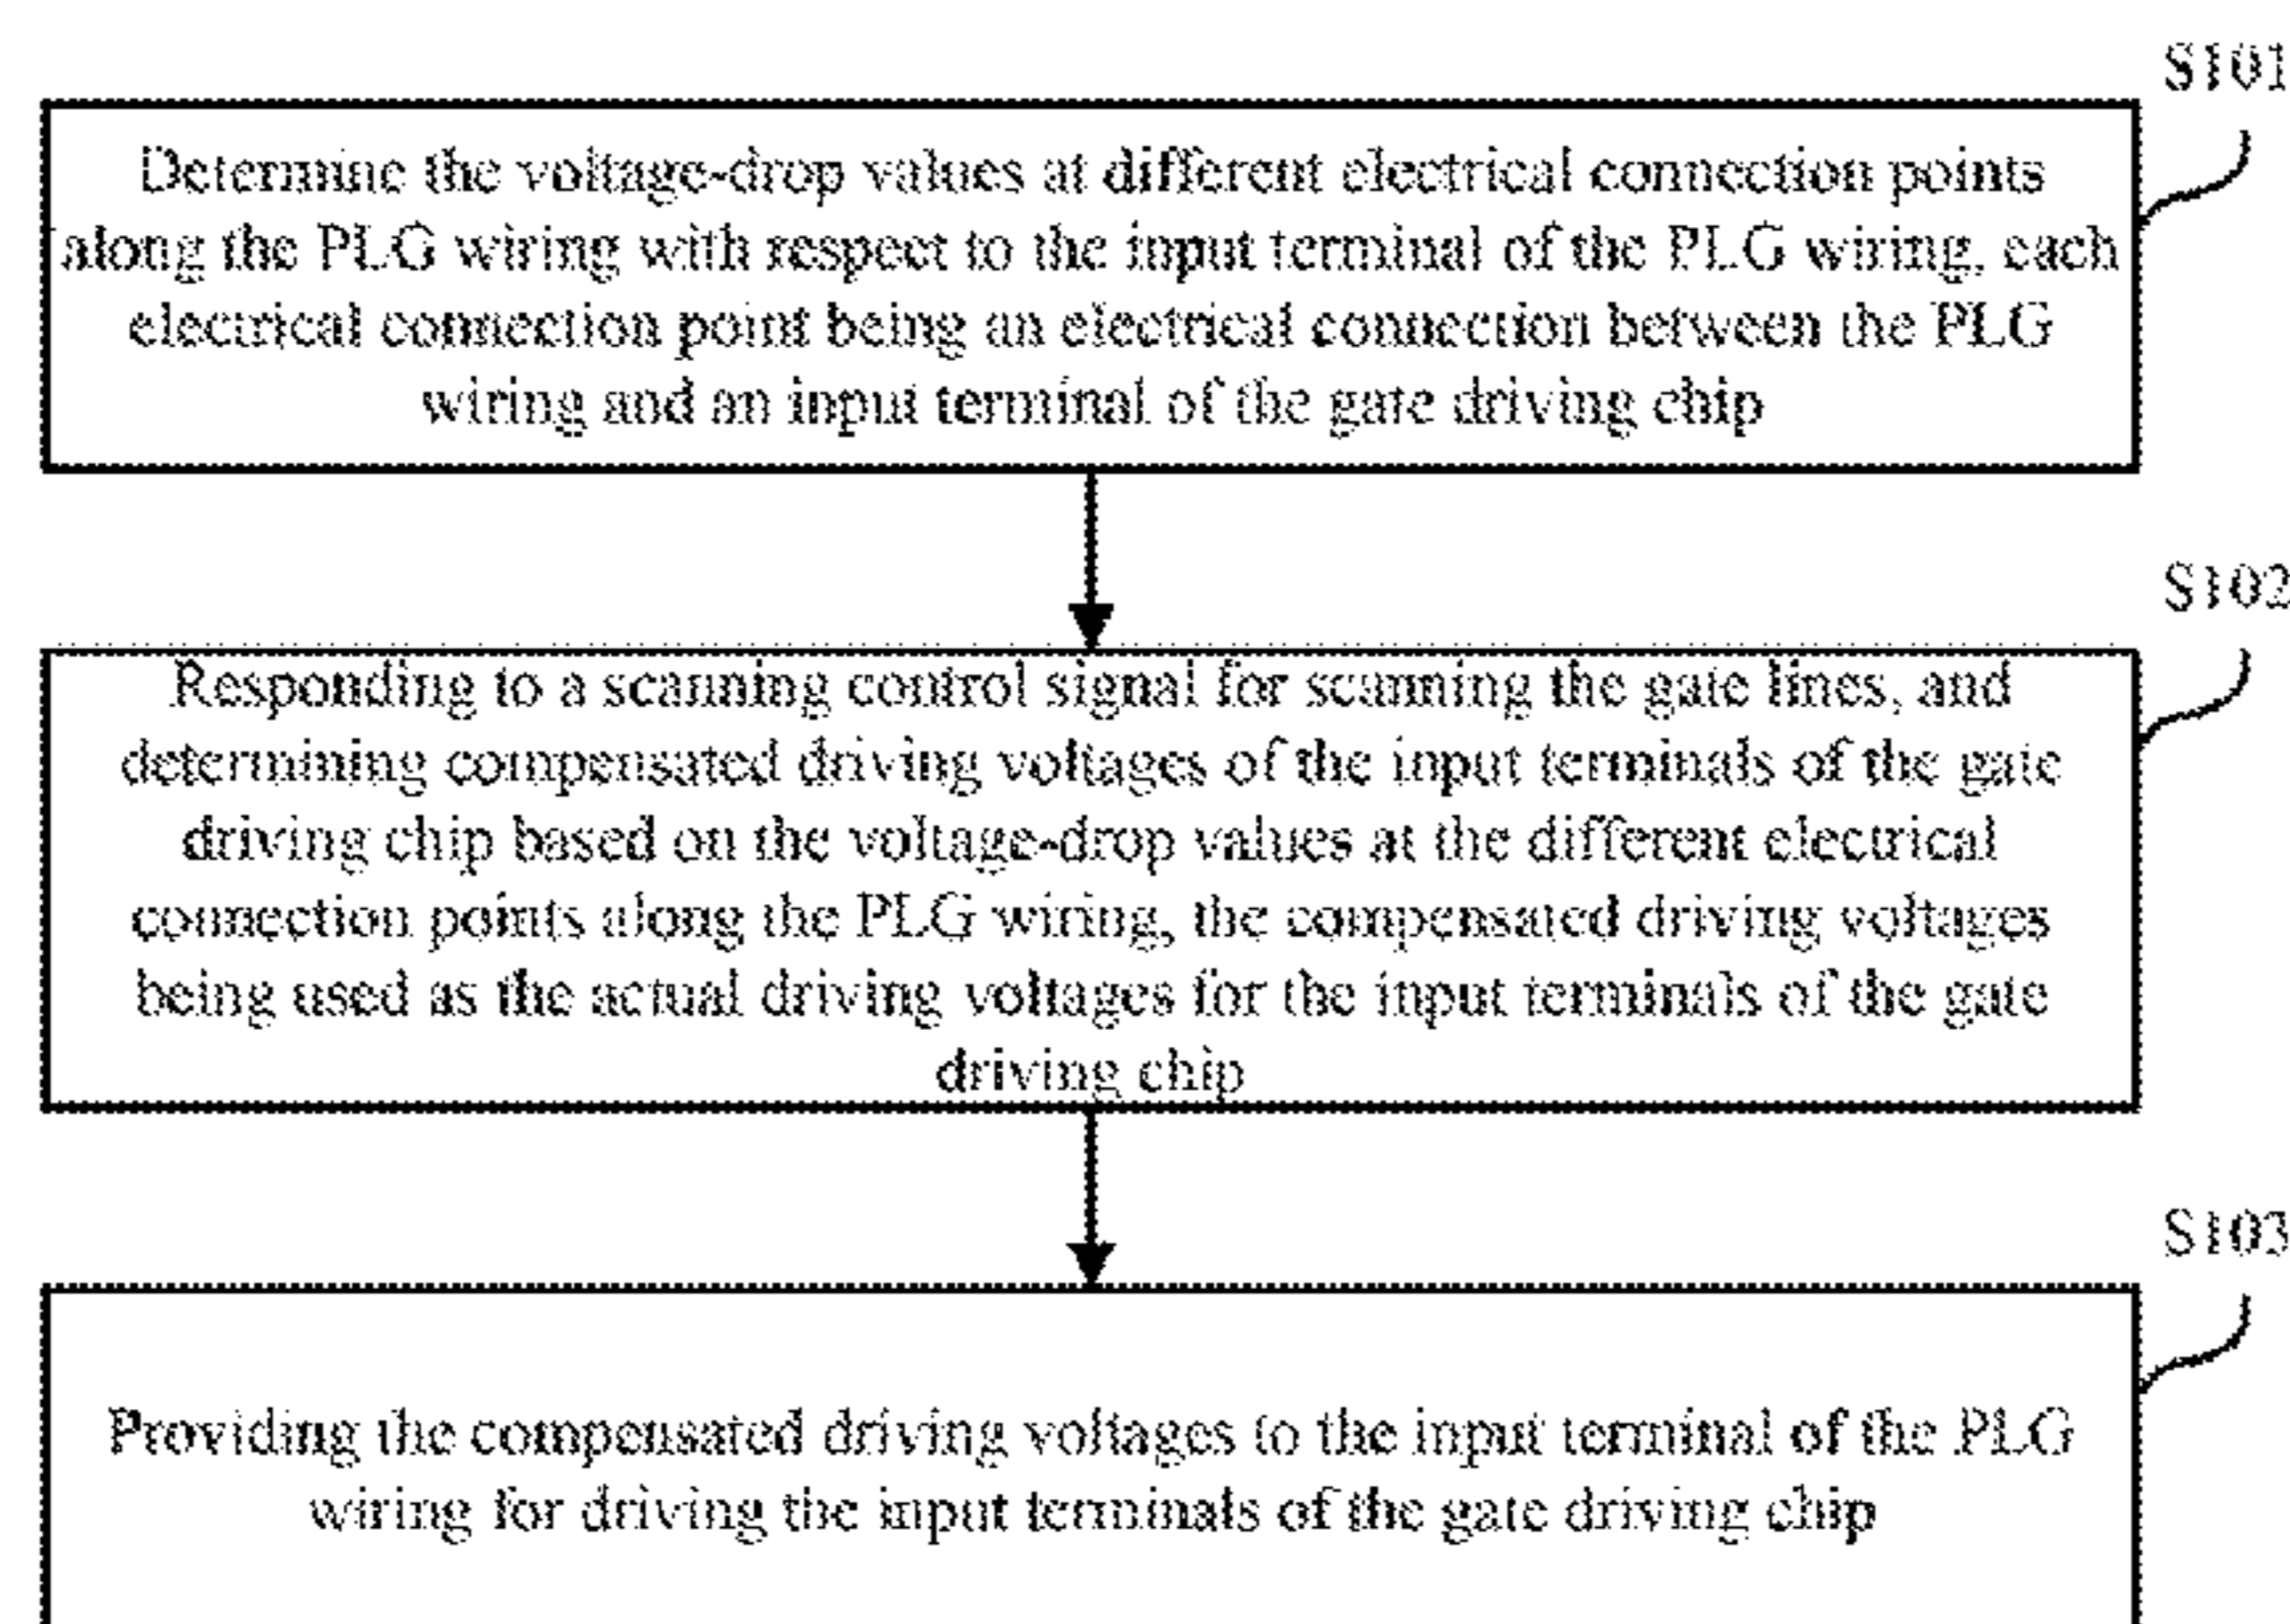 S101
Determine the voltage-drop values at different electrical connection points
along the PLG wiring with respect to the input terminal of the PLG wiring, each
electrical connection point being an electrical connection between the PLG
wiring and an input terminal of the gate driving chip
S102
Responding to a scanning control signal for scanning the gate lines, and
determining compensated driving voltages of the input terminals of the gate
driving chip based on the voltage-drop values at the different electrical
connection points along the PLG wiring, the compensated driving voltages
being used as the actual driving voltages for the input terminals of the gate
driving chip
S103
Providing the compensated driving voltages to the input terminal of the PLG
wiring for driving the input terminals of the gate driving chip